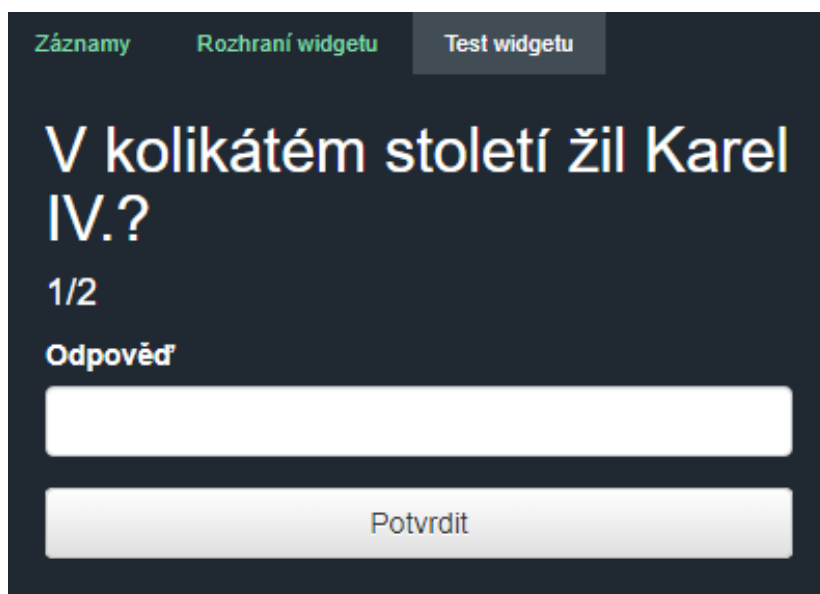 Záznamy Rozhraní widgetu Test widgetu
V kolikátém století žil Karel
IV.?
1/2
Odpověď
Potvrdit